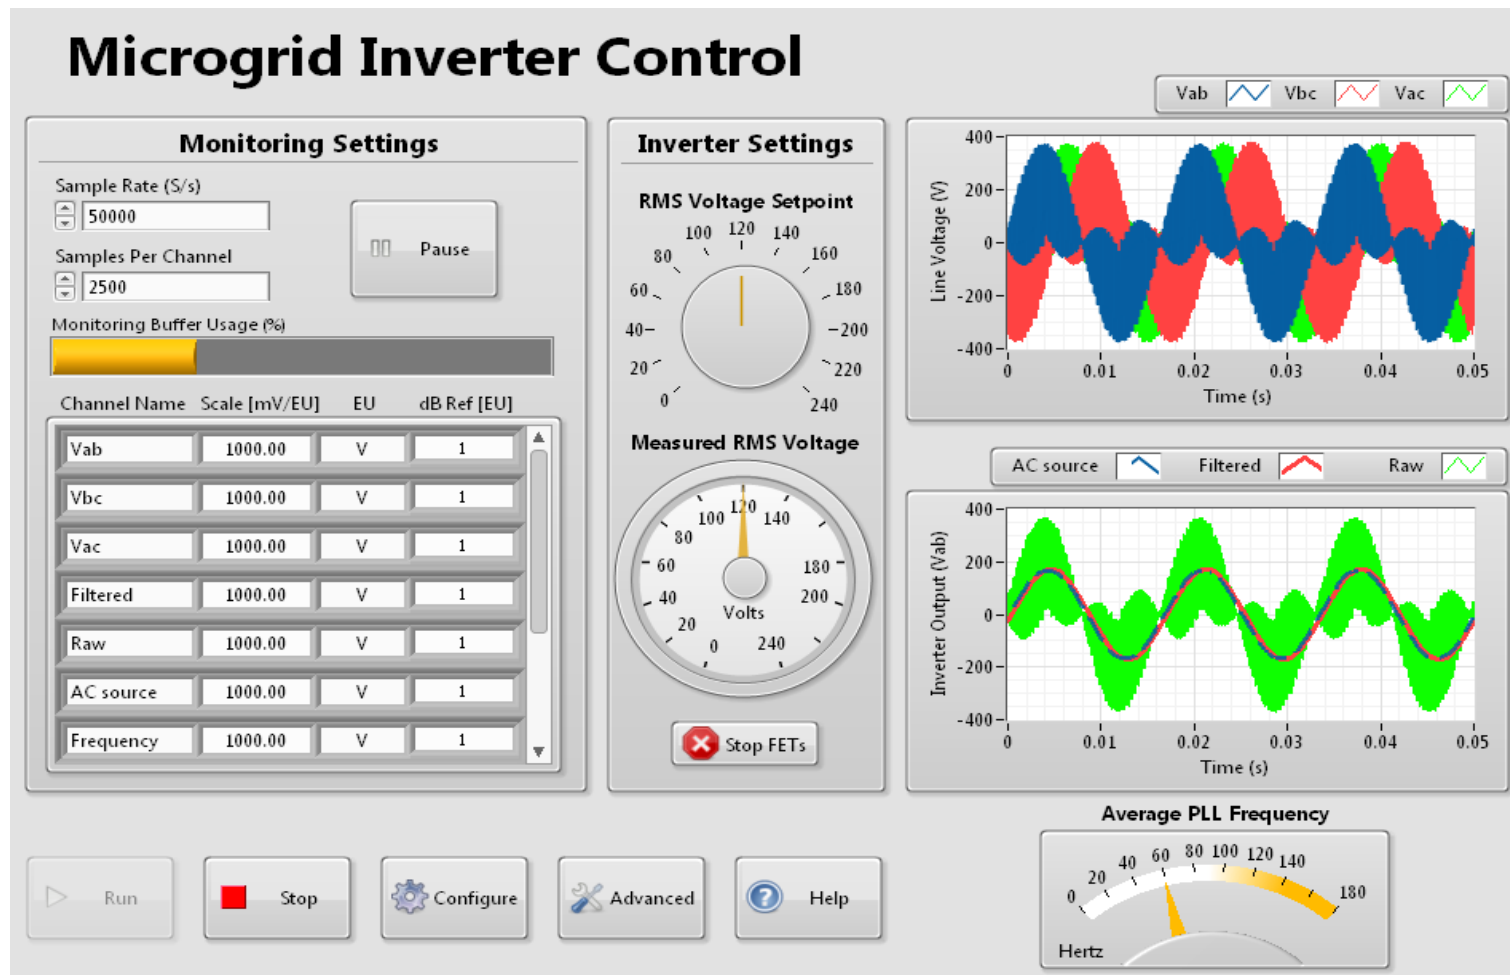 Microgrid Inverter Control
Monitoring Settings
Sample Rate (S/s)
50000
Samples Per Channel
2500
Pause
Monitoring Buffer Usage (%)
Channel Name Scale [mV/EU] EU dB Ref [EU]
Vab 1000.00 V 1
Vbc 1000.00 V 1
Vac 1000.00 V 1
Filtered 1000.00 V 1
Raw 1000.00 V 1
AC source 1000.00 V 1
Frequency 1000.00 V 1
Inverter Settings
RMS Voltage Setpoint
0 20 40 60 80 100 120 140 160 180 200 220 240
Measured RMS Voltage
0 20 40 60 80 100 120 140 180 200 240
Volts
Stop FETs
Vab Vbc Vac
Line Voltage (V)
400
200
0
-200
-400
0 0.01 0.02 0.03 0.04 0.05
Time (s)
AC source Filtered Raw
Inverter Output (Vab)
400
200
0
-200
-400
0 0.01 0.02 0.03 0.04 0.05
Time (s)
Average PLL Frequency
0 20 40 60 80 100 120 140 180
Hertz
Run Stop Configure Advanced Help